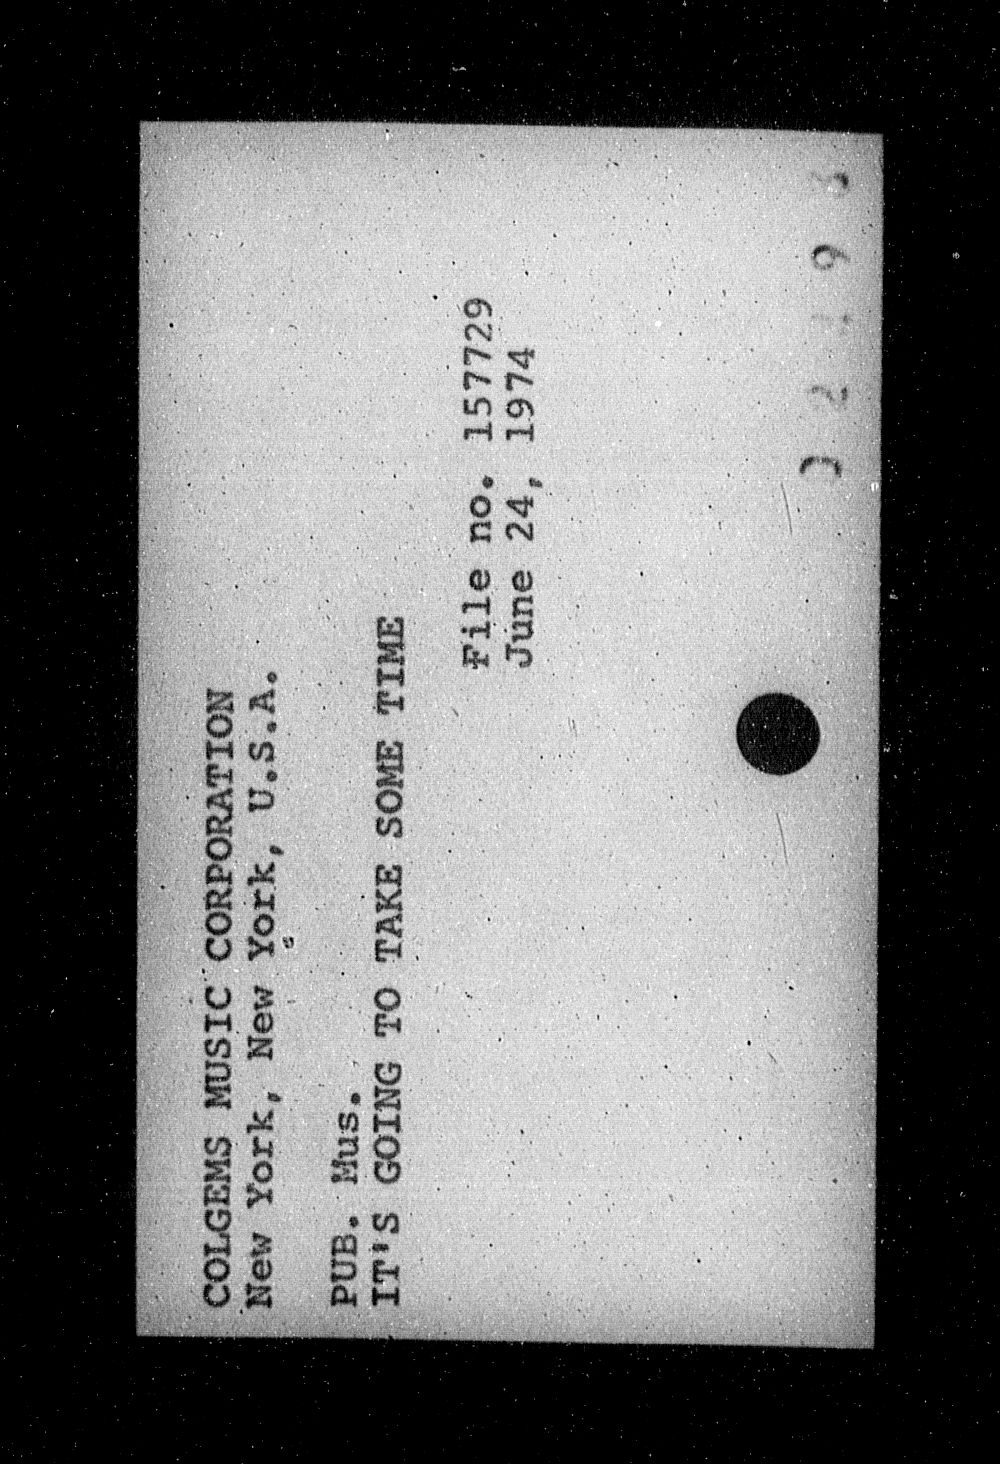 COLGEMS MUSIC CORPORATION
New York, New York, U.S.A.
PUB. Mus.
IT'S GOING TO TAKE SOME TIME
File no. 157729
June 24, 1974